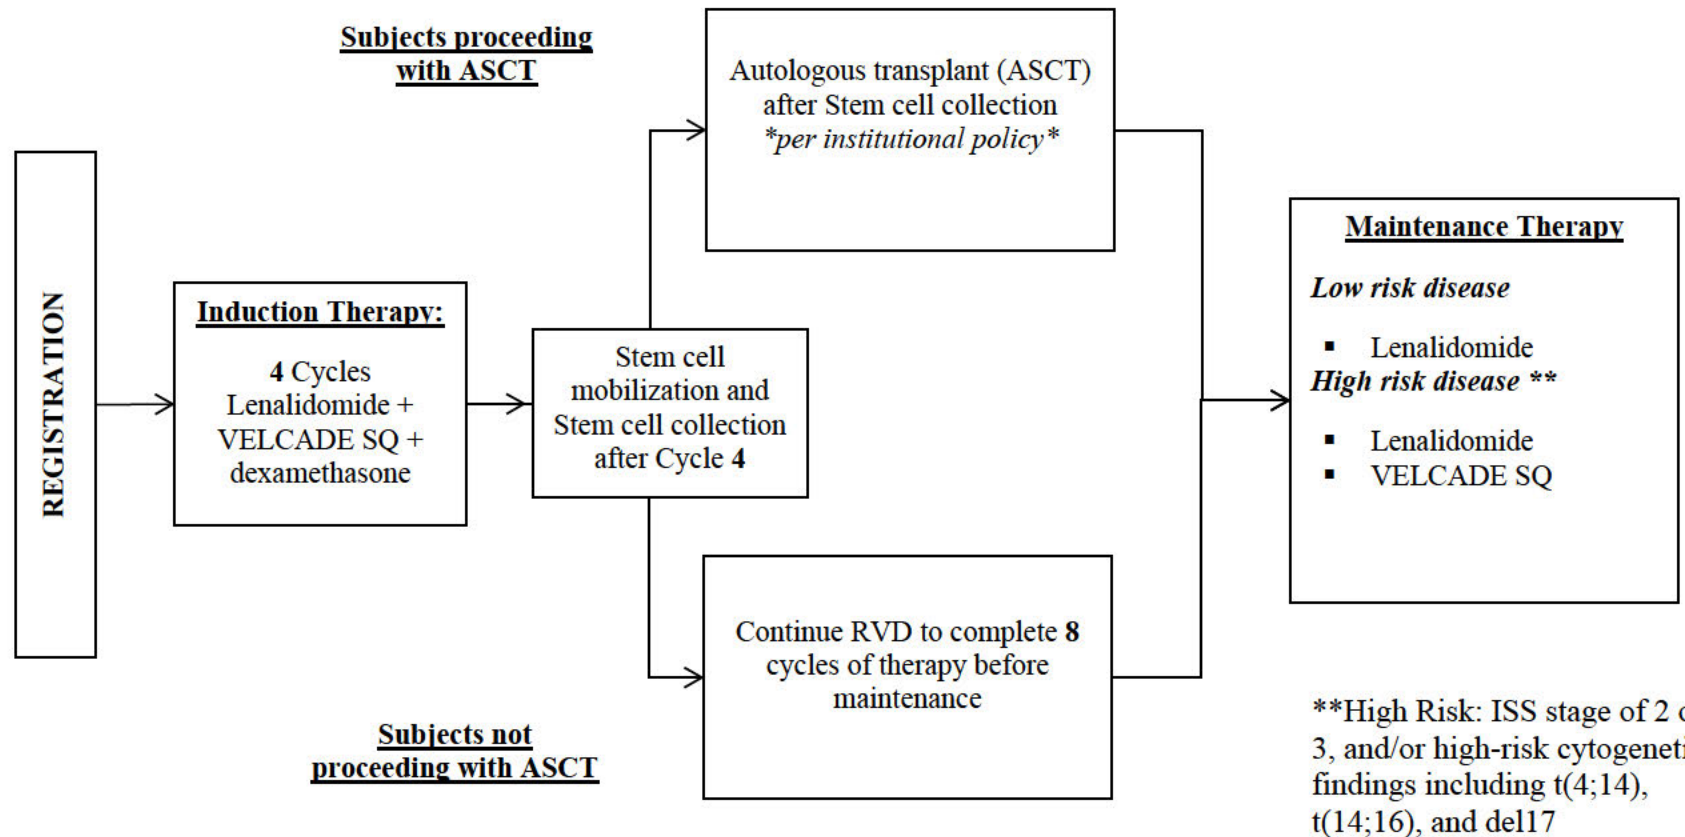 Subjects proceeding
with ASCT
Autologous transplant (ASCT)
after Stem cell collection
*per institutional policy*
REGISTRATION
Induction Therapy:
4 Cycles
Lenalidomide +
VELCADE SQ +
dexamethasone
Stem cell
mobilization and
Stem cell collection
after Cycle 4
Continue RVD to complete 8
cycles of therapy before
maintenance
Subjects not
proceeding with ASCT
Maintenance Therapy
Low risk disease
▪ Lenalidomide
High risk disease **
▪ Lenalidomide
▪ VELCADE SQ
**High Risk: ISS stage of 2
3, and/or high-risk
findings including t(4;14),
t(14;16), and del17